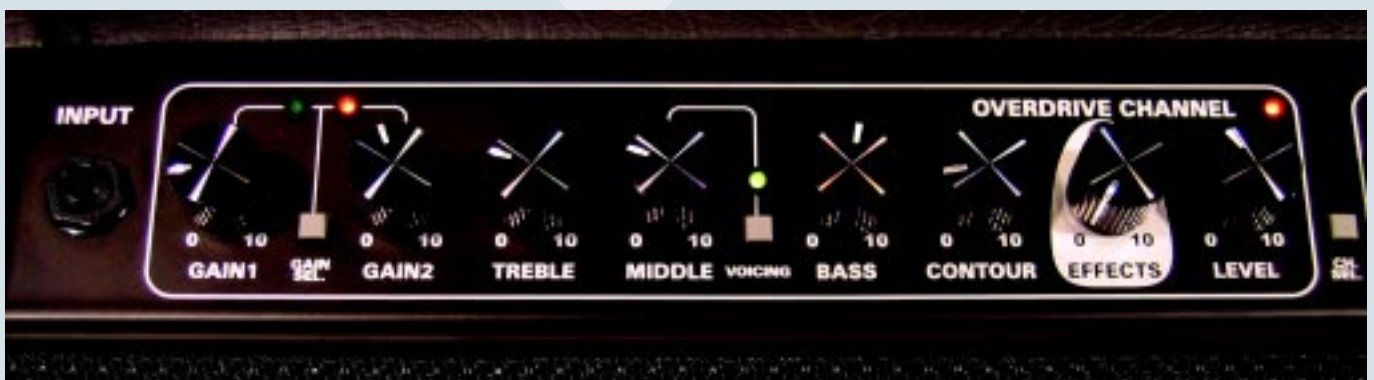 INPUT
OVERDRIVE CHANNEL
0 10
0 10
0 10
0 10
0 10
0 10
0 10
0 10
GAIN1
GAIN SEL.
GAIN2
TREBLE
MIDDLE
VOICING
BASS
CONTOUR
EFFECTS
LEVEL
CH. SEL.